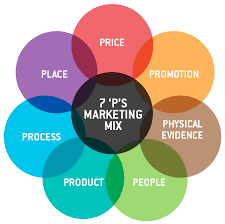 PRICE
PROMOTION
PHYSICAL
EVIDENCE
PEOPLE
PRODUCT
PROCESS
PLACE
7 'P'S
MARKETING
MIX